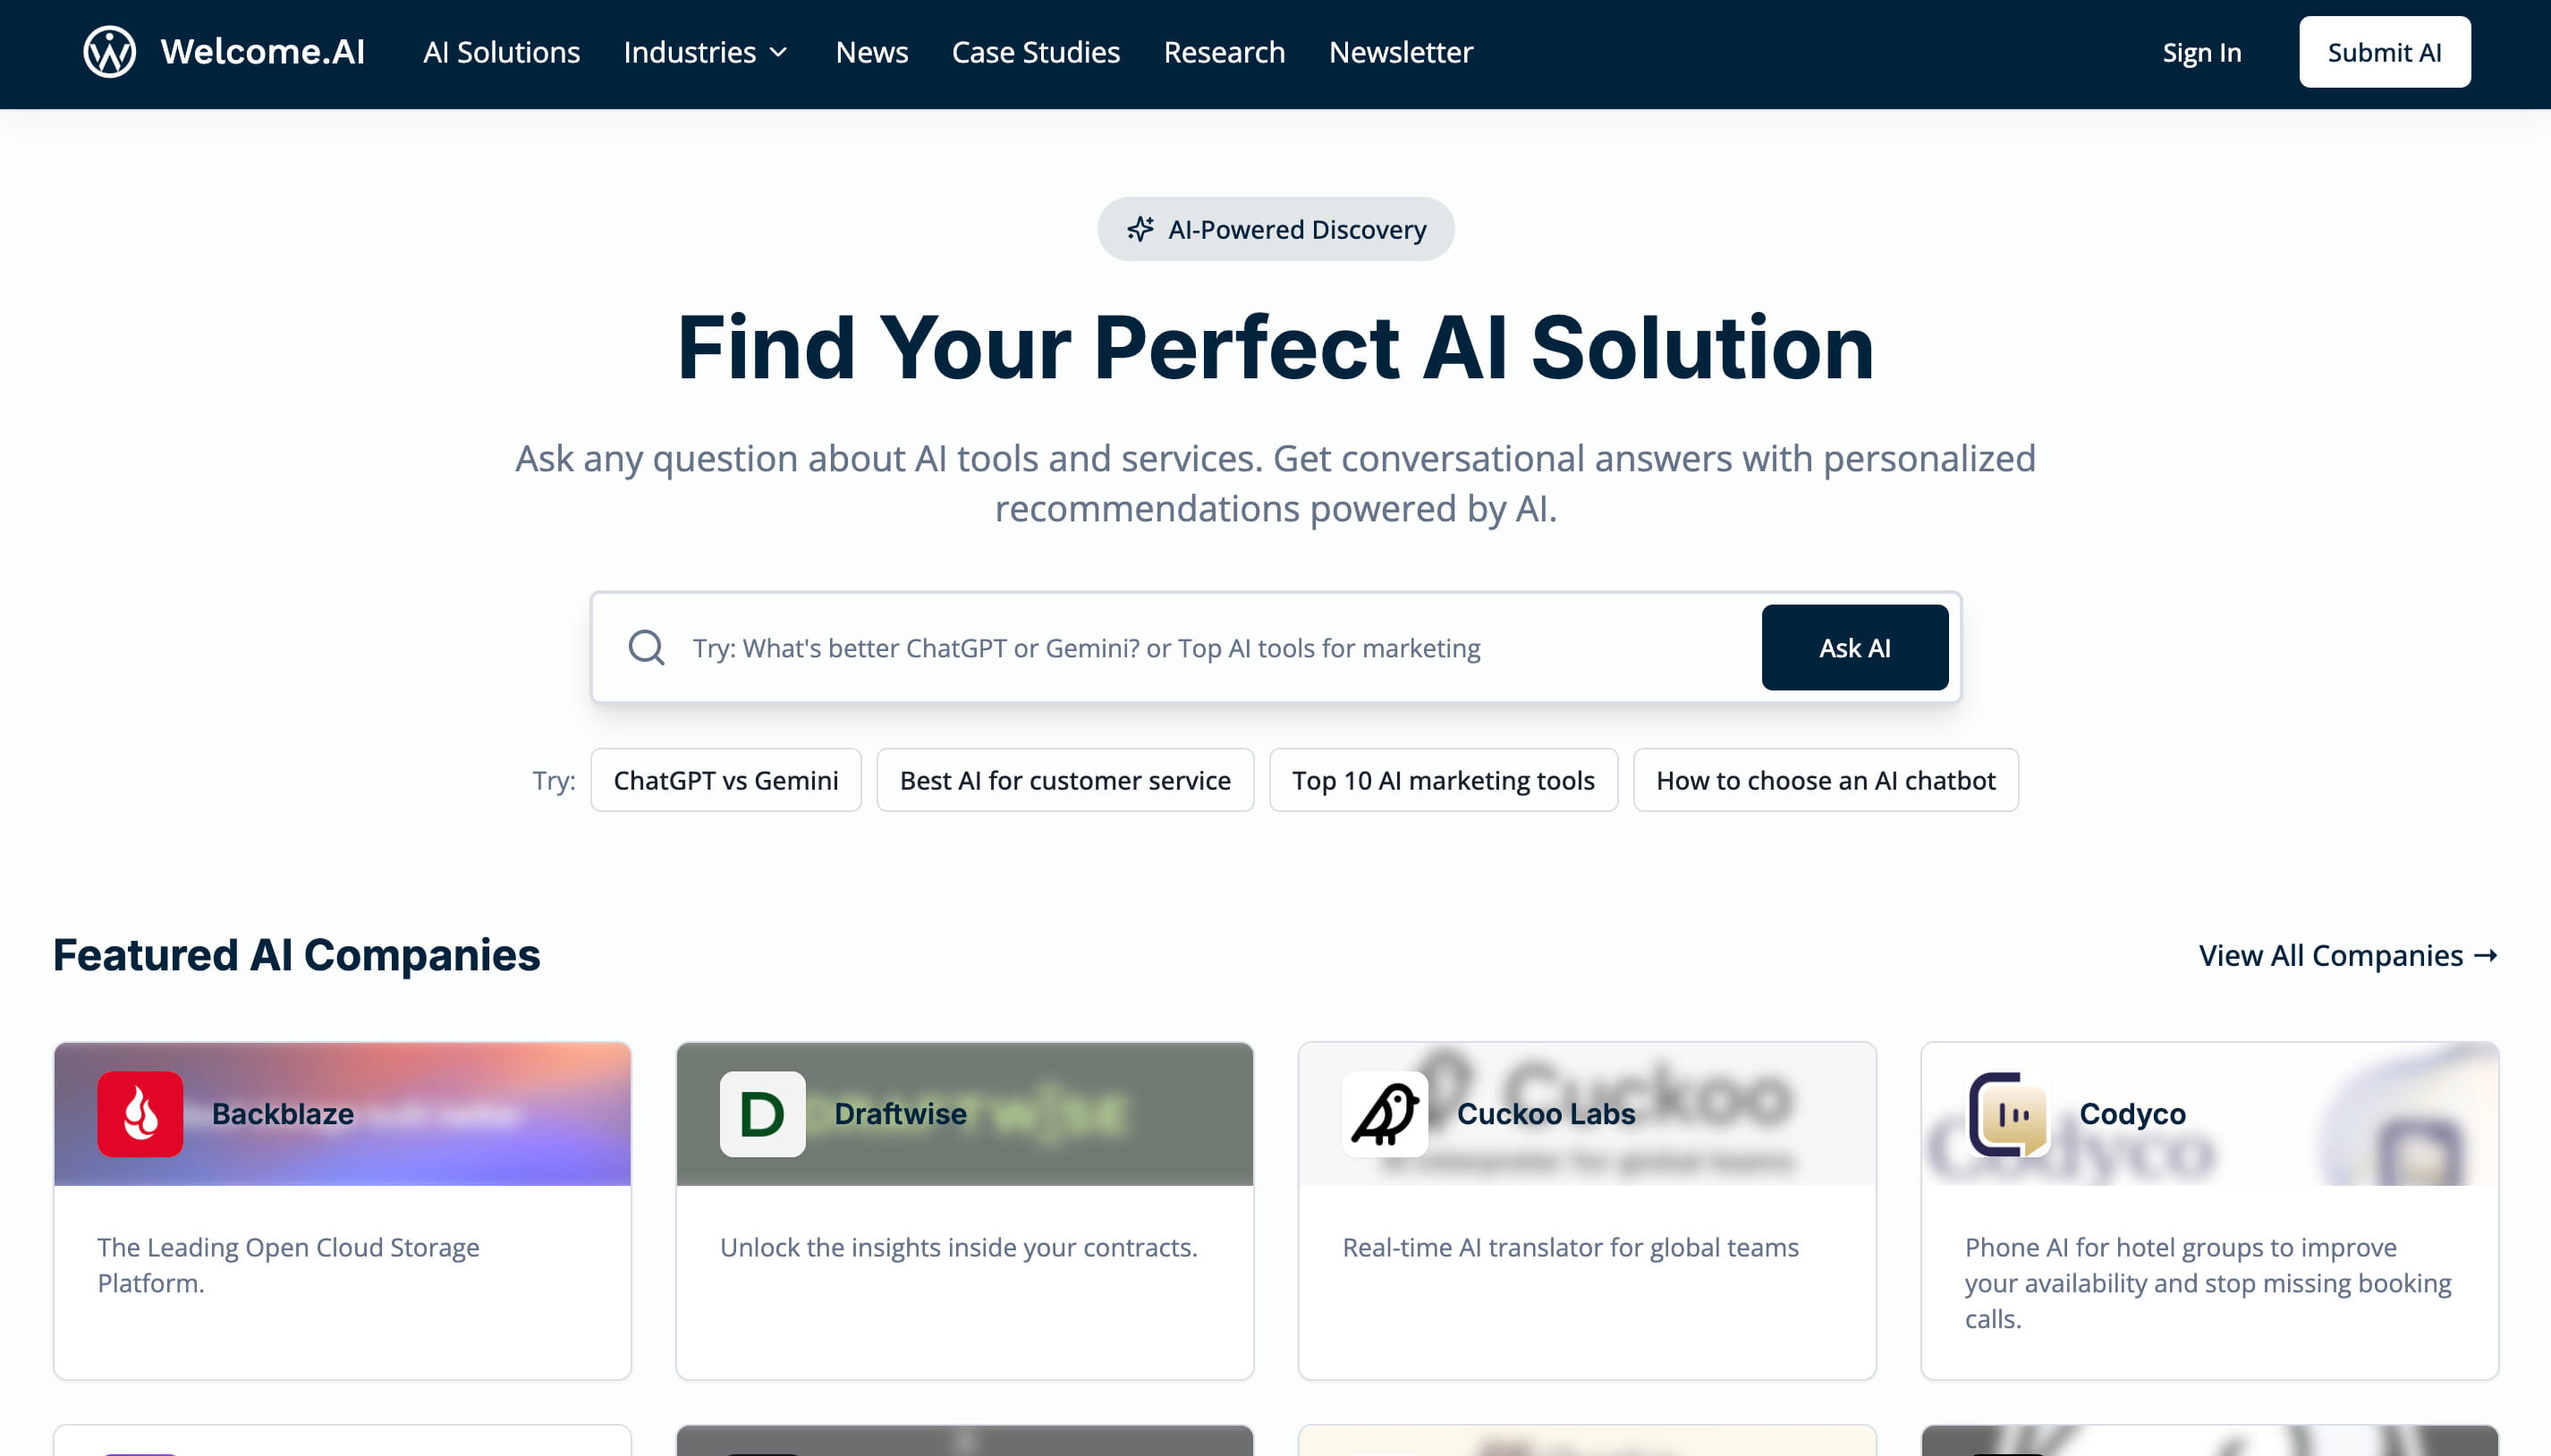 Welcome.AI
AI Solutions
Industries
News
Case Studies
Research
Newsletter
Sign In
Submit AI
AI-Powered Discovery
Find Your Perfect AI Solution
Ask any question about AI tools and services. Get conversational answers with personalized
recommendations powered by AI.
Try: What's better ChatGPT or Gemini? or Top AI tools for marketing
Ask AI
Try:
ChatGPT vs Gemini
Best AI for customer service
Top 10 AI marketing tools
How to choose an AI chatbot
Featured AI Companies
View All Companies →
Backblaze
The Leading Open Cloud Storage
Platform.
D
Draftwise
Unlock the insights inside your contracts.
Cuckoo
Cuckoo Labs
Real-time AI translator for global teams
Codyco
Codyco
Phone AI for hotel groups to improve
your availability and stop missing booking
calls.